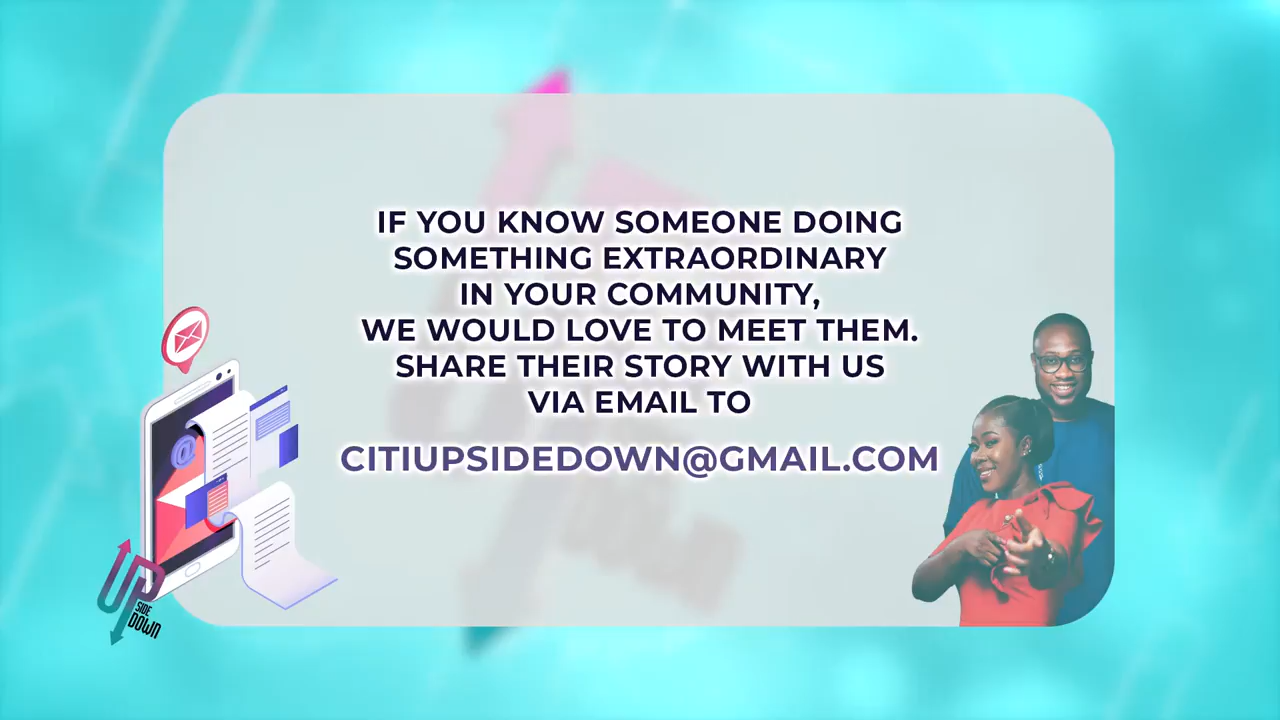 IF YOU KNOW SOMEONE DOING
SOMETHING EXTRAORDINARY
IN YOUR COMMUNITY,
WE WOULD LOVE TO MEET THEM.
SHARE THEIR STORY WITH US
VIA EMAIL TO
CITIUPSIDEDOWN@GMAIL.COM
@
UP
SIDE
DOWN